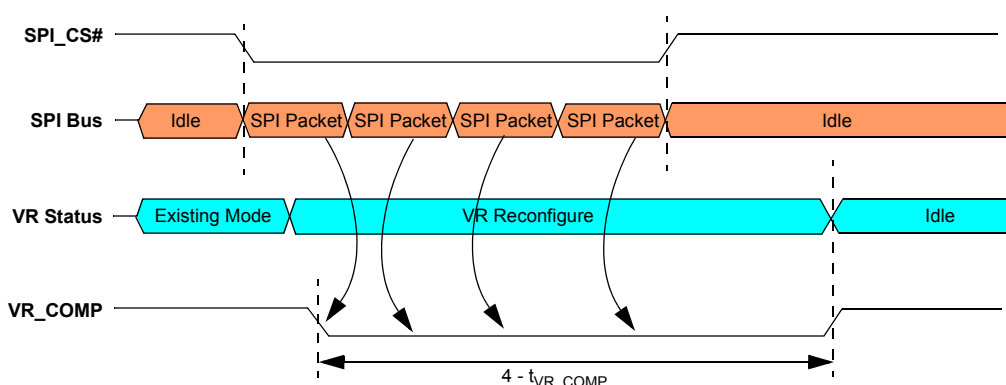 SPI_CS#
SPI Bus Idle SPI Packet SPI Packet SPI Packet SPI Packet Idle
VR Status Existing Mode VR Reconfigure Idle
VR_COMP
4 - tVR_COMP